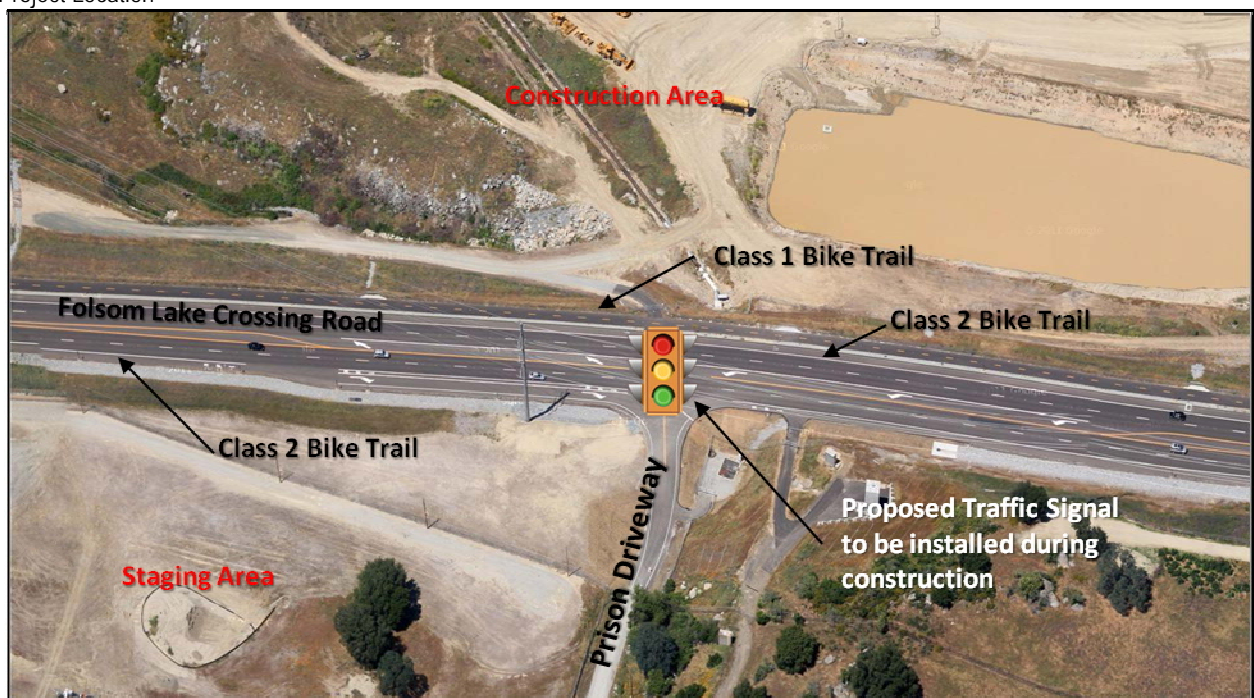 Project Location
Construction Area
Class 1 Bike Trail
Folsom Lake Crossing Road
Class 2 Bike Trail
Class 2 Bike Trail
Proposed Traffic Signal
to be installed during
construction
Staging Area
Prison Driveway